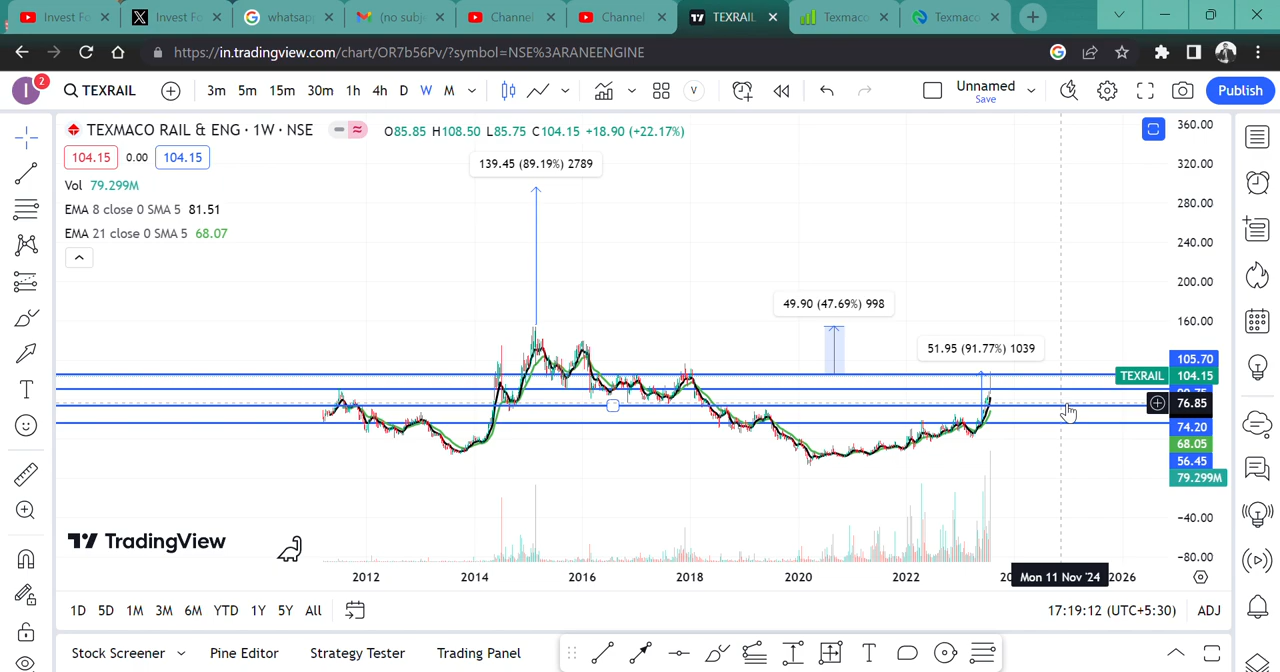 Invest Fo
Invest Fo
whatsapp
(no subje
Channel
Channel
TEXRAIL
Texmaco
Texmaco
https://in.tradingview.com/chart/OR7b56Pv/?symbol=NSE%3ARANEENGINE
I
2
TEXRAIL
3m
5m
15m
30m
1h
4h
D
W
M
V
Unnamed
Save
Publish
TEXMACO RAIL & ENG · 1W · NSE
O85.85 H108.50 L85.75 C104.15 +18.90 (+22.17%)
104.15
0.00
104.15
Vol 79.299M
EMA 8 close 0 SMA 5 81.51
EMA 21 close 0 SMA 5 68.07
139.45 (89.19%) 2789
49.90 (47.69%) 998
51.95 (91.77%) 1039
360.00
320.00
280.00
240.00
200.00
160.00
105.70
TEXRAIL 104.15
76.85
74.20
68.05
56.45
79.299M
−40.00
−80.00
TradingView
2012
2014
2016
2018
2020
2022
Mon 11 Nov '24
2026
1D
5D
1M
3M
6M
YTD
1Y
5Y
All
17:19:12 (UTC+5:30)
ADJ
Stock Screener
Pine Editor
Strategy Tester
Trading Panel